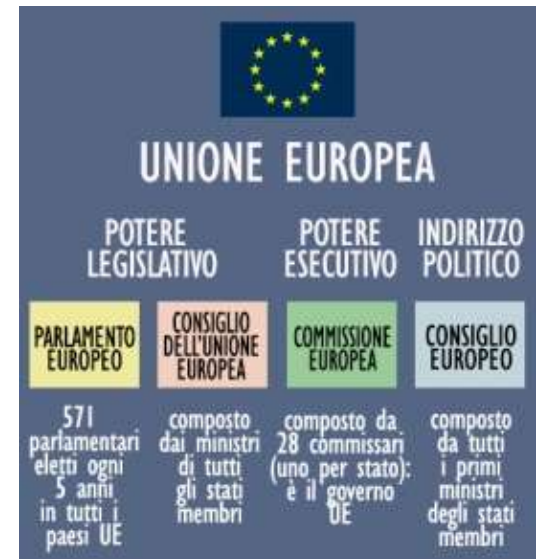 UNIONE EUROPEA
POTERE
LEGISLATIVO
POTERE
ESECUTIVO
INDIRIZZO
POLITICO
PARLAMENTO
EUROPEO
CONSIGLIO
DELL'UNIONE
EUROPEA
COMMISSIONE
EUROPEA
CONSIGLIO
EUROPEO
571
parlamentari
eletti ogni
5 anni
in tutti i
paesi UE
composto
dai ministri
di tutti
gli stati
membri
composto da
28 commissari
(uno per stato):
è il governo
UE
composto
da tutti
i primi
ministri
degli stati
membri